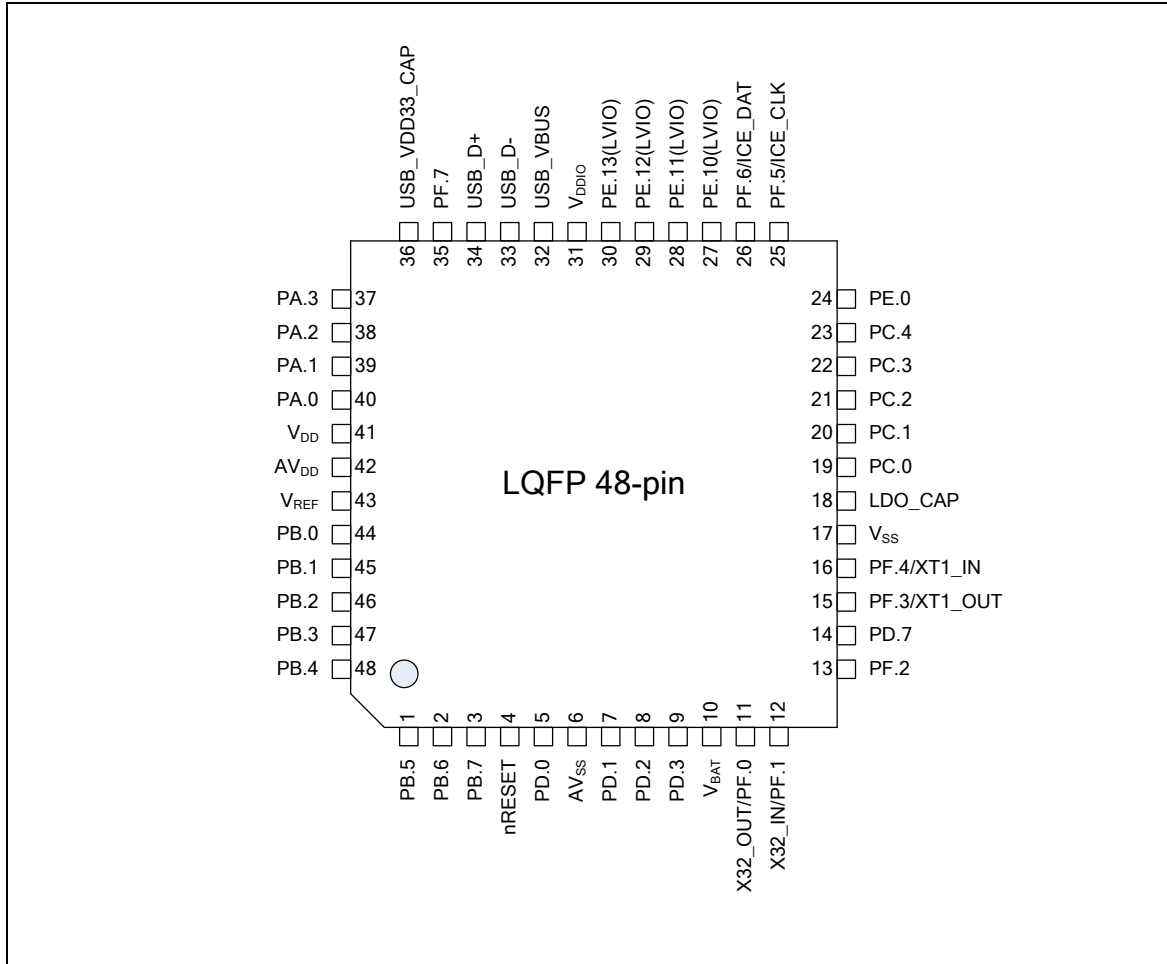 USB_VDD33_CAP
PF.7
USB_D+
USB_D-
USB_VBUS
VDDIO
PE.13(LVIO)
PE.12(LVIO)
PE.11(LVIO)
PE.10(LVIO)
PF.6/ICE_DAT
PF.5/ICE_CLK
36 35 34 33 32 31 30 29 28 27 26 25
PA.3 37
PA.2 38
PA.1 39
PA.0 40
VDD 41
AVDD 42
VREF 43
PB.0 44
PB.1 45
PB.2 46
PB.3 47
PB.4 48
LQFP 48-pin
24 PE.0
23 PC.4
22 PC.3
21 PC.2
20 PC.1
19 PC.0
18 LDO_CAP
17 VSS
16 PF.4/XT1_IN
15 PF.3/XT1_OUT
14 PD.7
13 PF.2
1 2 3 4 5 6 7 8 9 10 11 12
PB.5
PB.6
PB.7
nRESET
PD.0
AVSS
PD.1
PD.2
PD.3
VBAT
X32_OUT/PF.0
X32_IN/PF.1